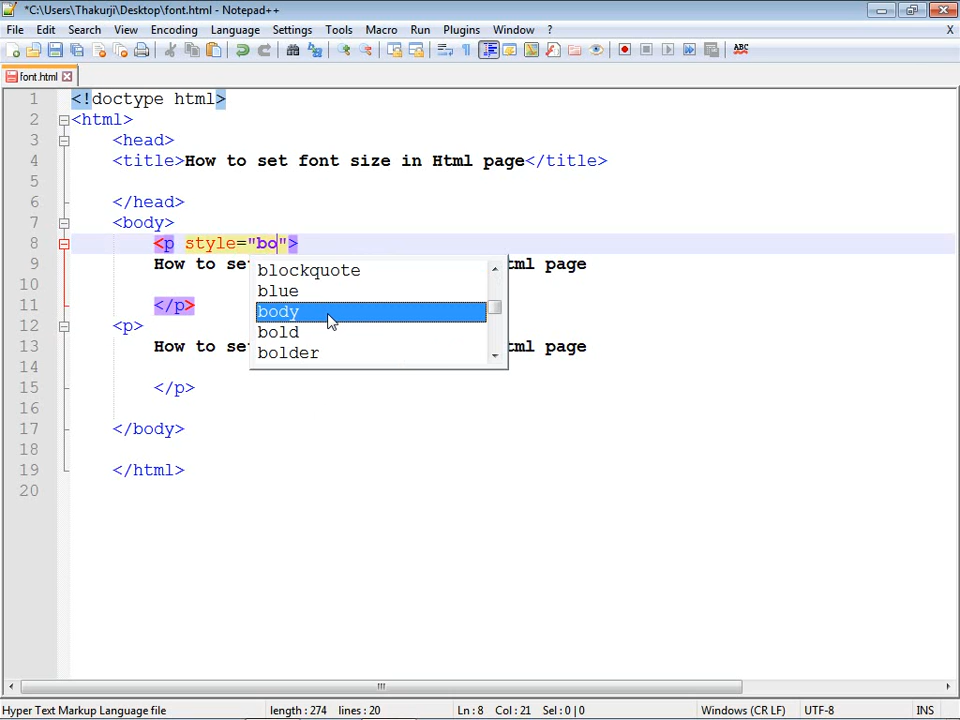 *C:\Users\Thakurji\Desktop\font.html - Notepad++
File Edit Search View Encoding Language Settings Tools Macro Run Plugins Window ? X
ABC
font.html
1 <!doctype html>
2 <html>
3 <head>
4 <title>How to set font size in Html page</title>
5
6 </head>
7 <body>
8 <p style="bo">
9 How to se tml page
blockquote
blue
body
bold
bolder
10
11 </p>
12 <p>
13 How to se tml page
14
15 </p>
16
17 </body>
18
19 </html>
20
Hyper Text Markup Language file length : 274 lines : 20 Ln : 8 Col : 21 Sel : 0 | 0 Windows (CR LF) UTF-8 INS